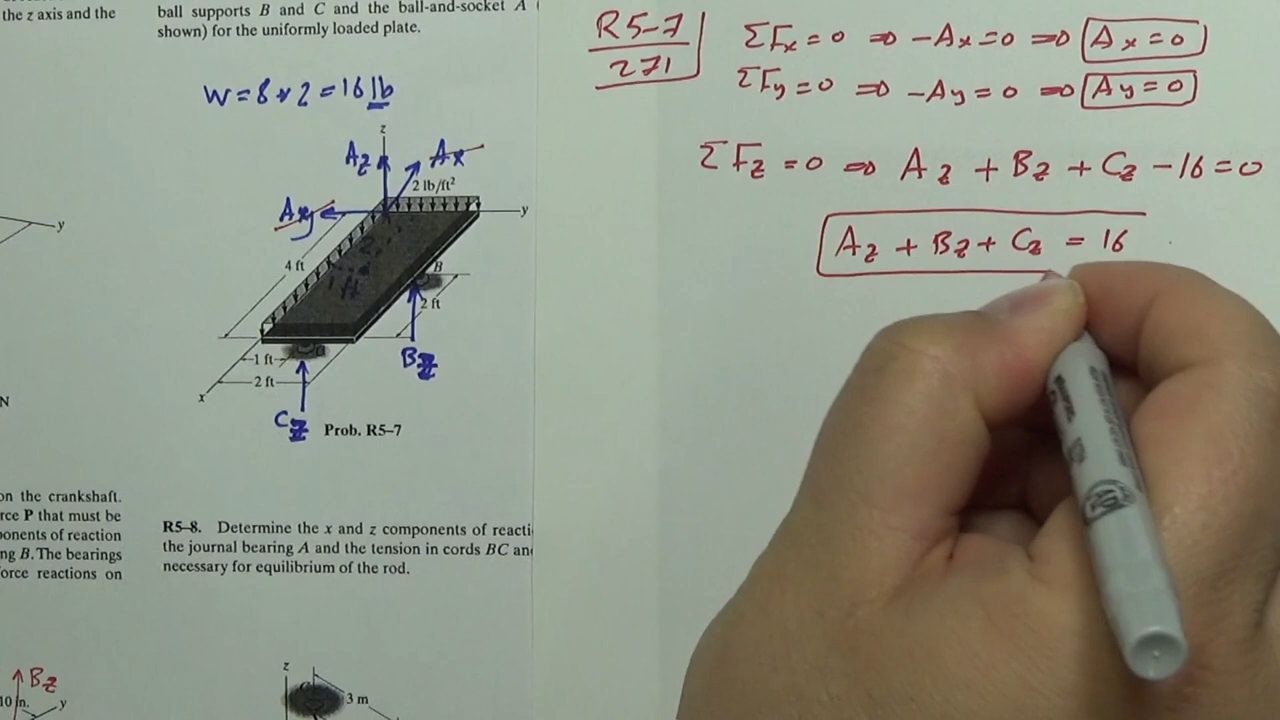 the z axis and the
ball supports B and C and the ball-and-socket A
shown) for the uniformly loaded plate.
W = 8 * 2 = 16 lb
z
Az
Ax
2 lb/ft²
Ay
y
4 ft
B
2 ft
1 ft
2 ft
x
Bz
Cz
Prob. R5–7
y
N
on the crankshaft.
rce P that must be
ponents of reaction
ng B. The bearings
force reactions on
R5–8. Determine the x and z components of reacti
the journal bearing A and the tension in cords BC an
necessary for equilibrium of the rod.
Bz
10 in.
y
z
3 m
R5-7
271
ΣFx = 0 ⇒ -Ax = 0 ⇒ Ax = 0
ΣFy = 0 ⇒ -Ay = 0 ⇒ Ay = 0
ΣFz = 0 ⇒ Az + Bz + Cz - 16 = 0
Az + Bz + Cz = 16